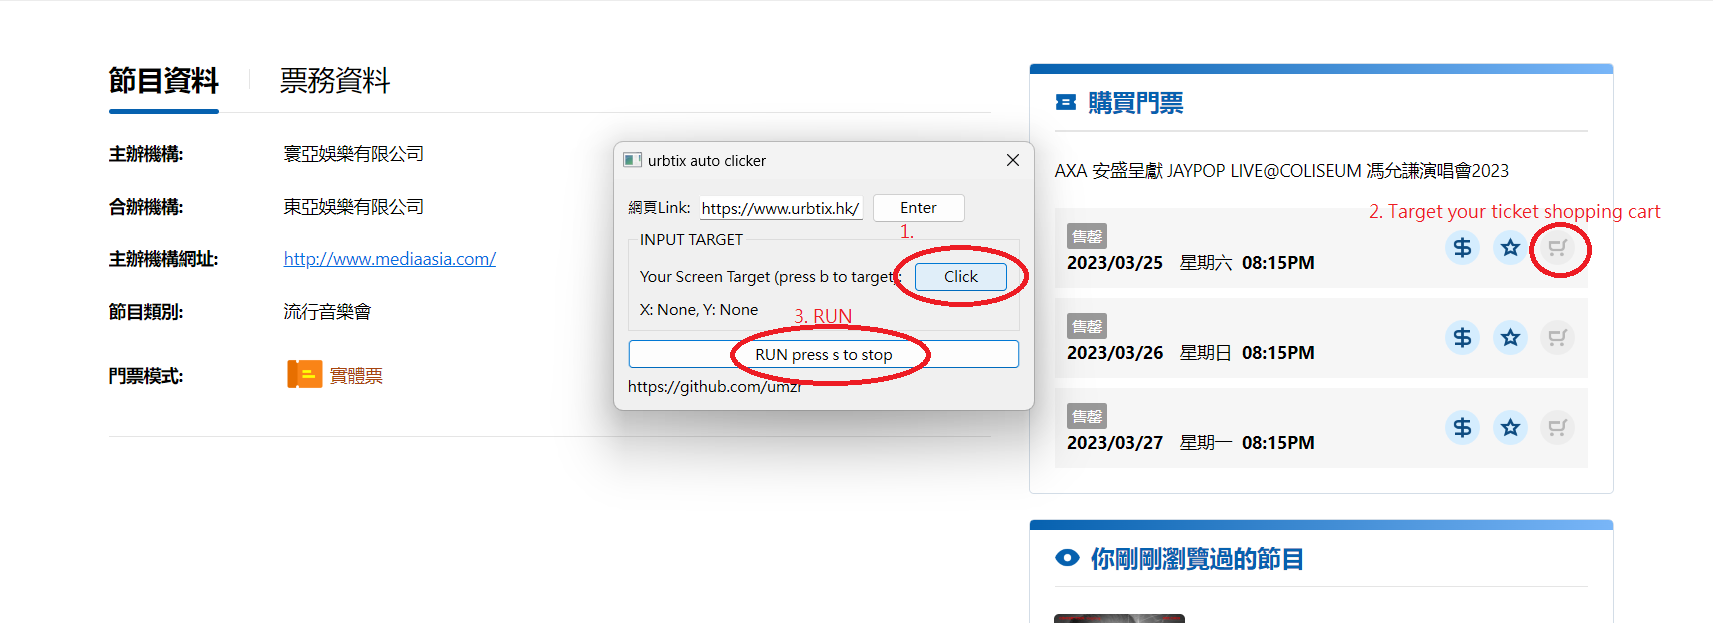 節目資料
票務資料
主辦機構:
寰亞娛樂有限公司
合辦機構:
東亞娛樂有限公司
主辦機構網址:
http://www.mediaasia.com/
節目類別:
流行音樂會
門票模式:
實體票
urbtix auto clicker
網頁Link:
https://www.urbtix.hk/
Enter
1.
INPUT TARGET
Your Screen Target (press b to target):
Click
X: None, Y: None
3. RUN
RUN press s to stop
https://github.com/umzr
購買門票
AXA 安盛呈獻 JAYPOP LIVE@COLISEUM 馮允謙演唱會2023
2. Target your ticket shopping cart
售罄
2023/03/25 星期六 08:15PM
售罄
2023/03/26 星期日 08:15PM
售罄
2023/03/27 星期一 08:15PM
你剛剛瀏覽過的節目